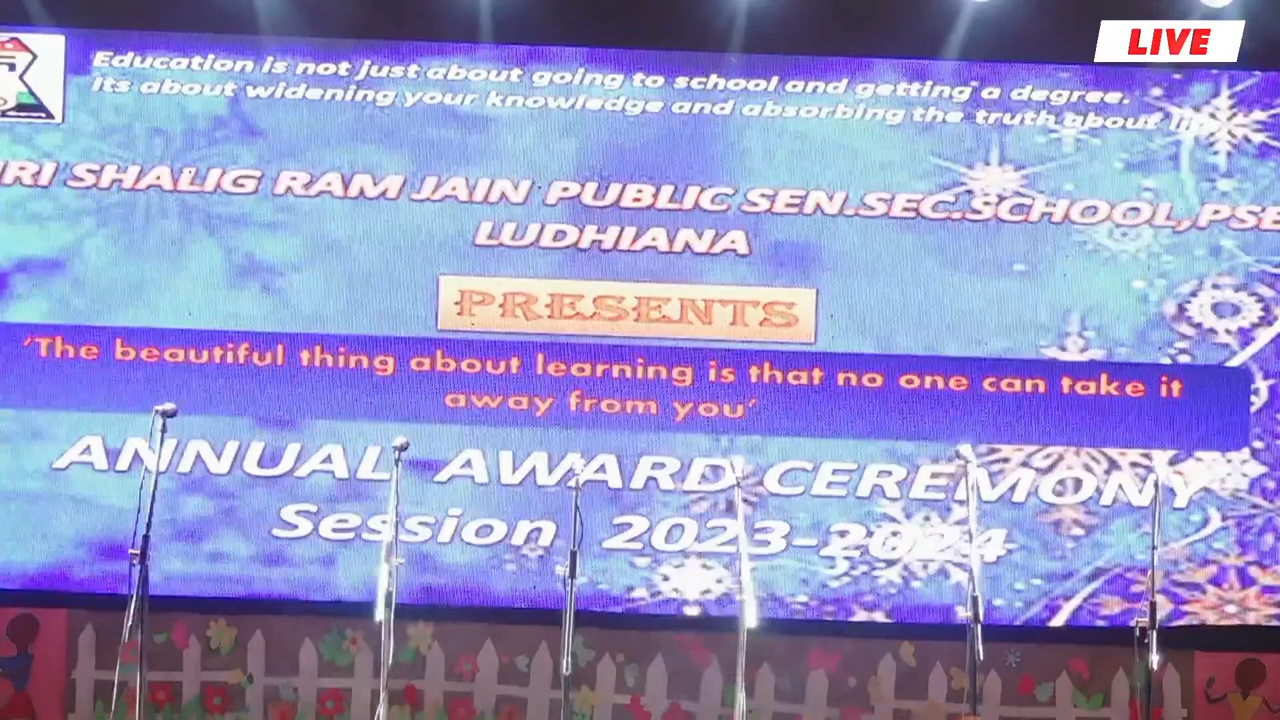 LIVE
Education is not just about going to school and getting a degree.
Its about widening your knowledge and absorbing the truth about
RI SHALIG RAM JAIN PUBLIC SEN.SEC.SCHOOL,PSE
LUDHIANA
PRESENTS
‘The beautiful thing about learning is that no one can take it
away from you’
ANNUAL AWARD CEREMONY
Session 2023-2024